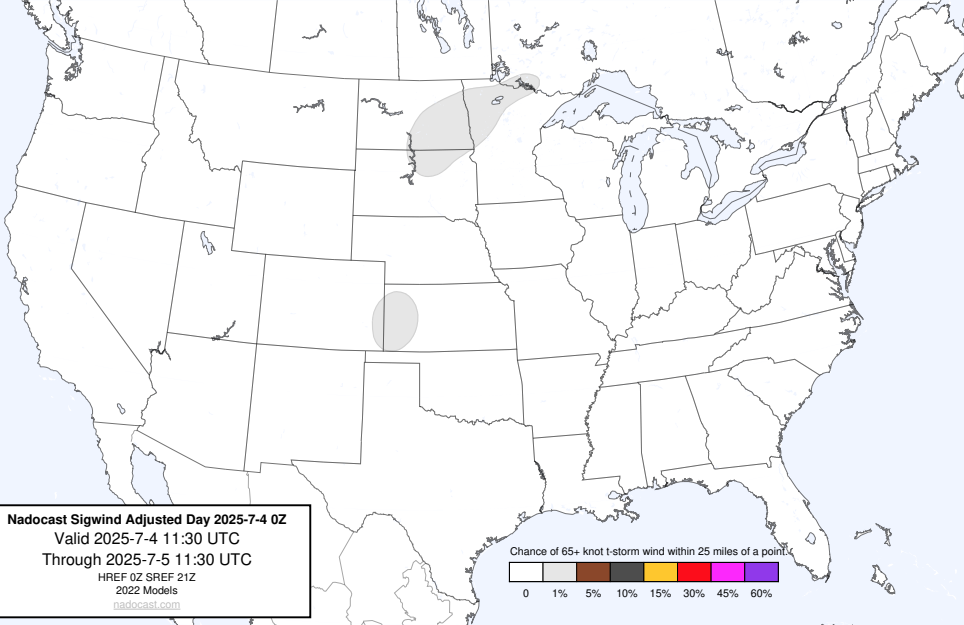 Nadocast Sigwind Adjusted Day 2025-7-4 0Z
Valid 2025-7-4 11:30 UTC
Through 2025-7-5 11:30 UTC
HREF 0Z SREF 21Z
2022 Models
nadocast.com
Chance of 65+ knot t-storm wind within 25 miles of a point.
0 1% 5% 10% 15% 30% 45% 60%